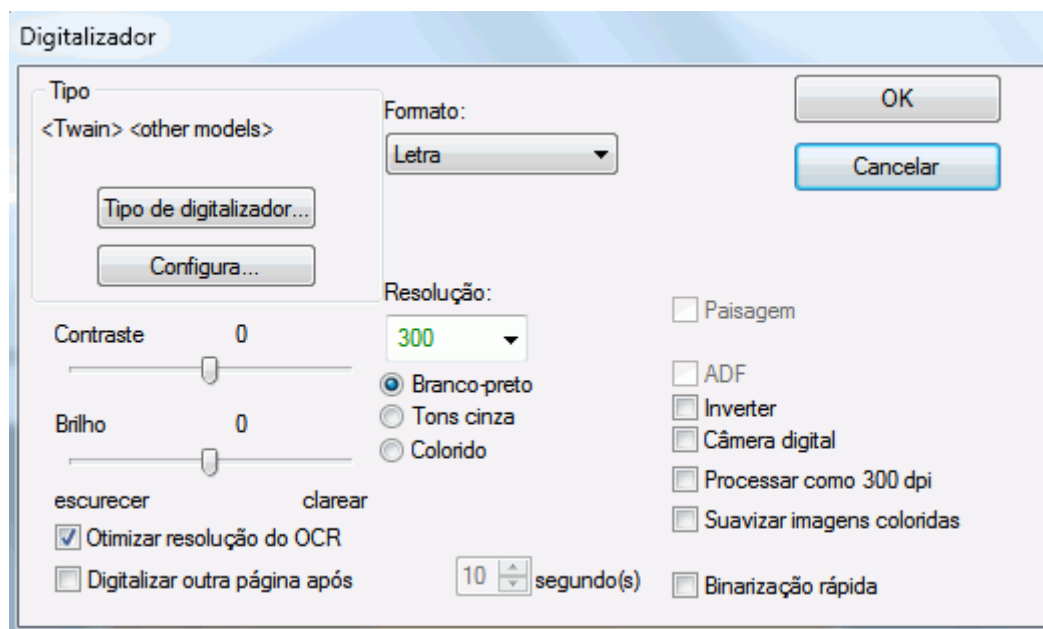 Digitalizador
Tipo
<Twain> <other models>
Tipo de digitalizador...
Configura...
Formato:
Letra
OK
Cancelar
Resolução:
300
Branco-preto
Tons cinza
Colorido
Contraste 0
Brilho 0
escurecer clarear
Otimizar resolução do OCR
Digitalizar outra página após 10 segundo(s)
Paisagem
ADF
Inverter
Câmera digital
Processar como 300 dpi
Suavizar imagens coloridas
Binarização rápida